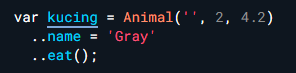 var kucing = Animal('', 2, 4.2)
..name = 'Gray'
..eat();